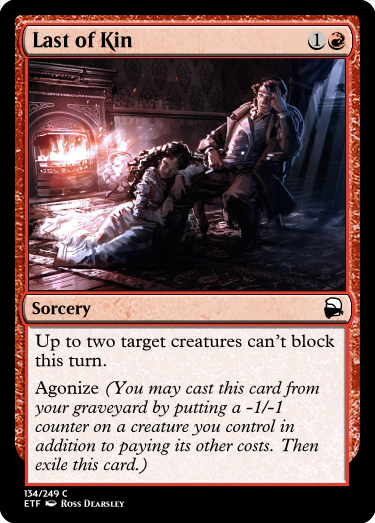 Last of Kin 1
Sorcery
Up to two target creatures can't block
this turn.
Agonize (You may cast this card from
your graveyard by putting a -1/-1
counter on a creature you control in
addition to paying its other costs. Then
exile this card.)
134/249 C
ETF Ross Dearsley